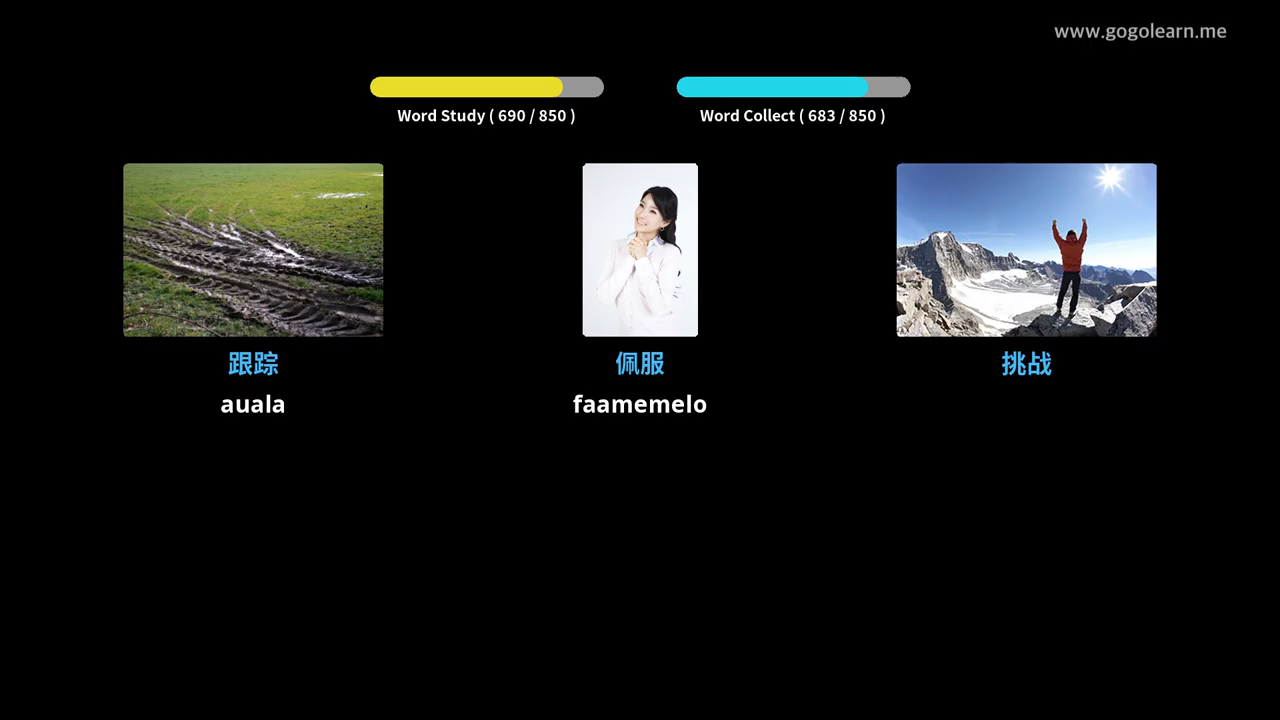 www.gogolearn.me
Word Study ( 690 / 850 )
Word Collect ( 683 / 850 )
跟踪
佩服
挑战
auala
faamemelo